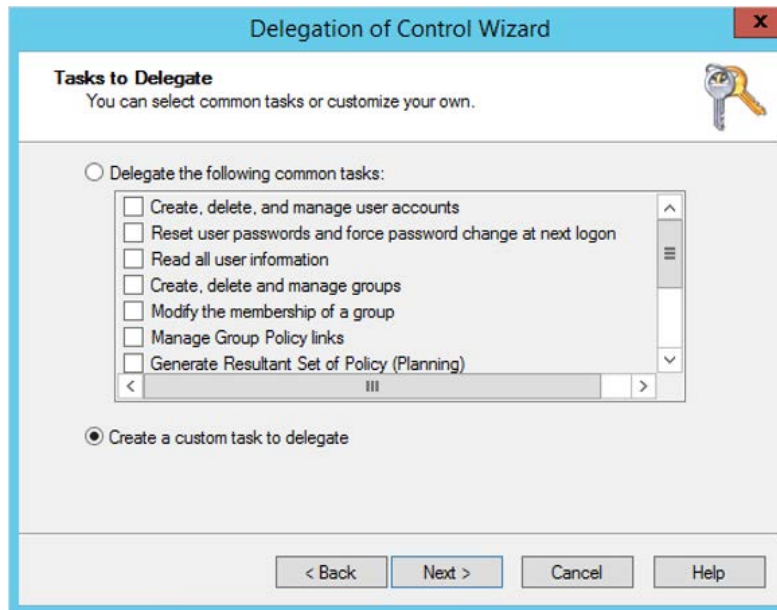 Delegation of Control Wizard
x
Tasks to Delegate
You can select common tasks or customize your own.
Delegate the following common tasks:
Create, delete, and manage user accounts
Reset user passwords and force password change at next logon
Read all user information
Create, delete and manage groups
Modify the membership of a group
Manage Group Policy links
Generate Resultant Set of Policy (Planning)
Create a custom task to delegate
< Back Next > Cancel Help